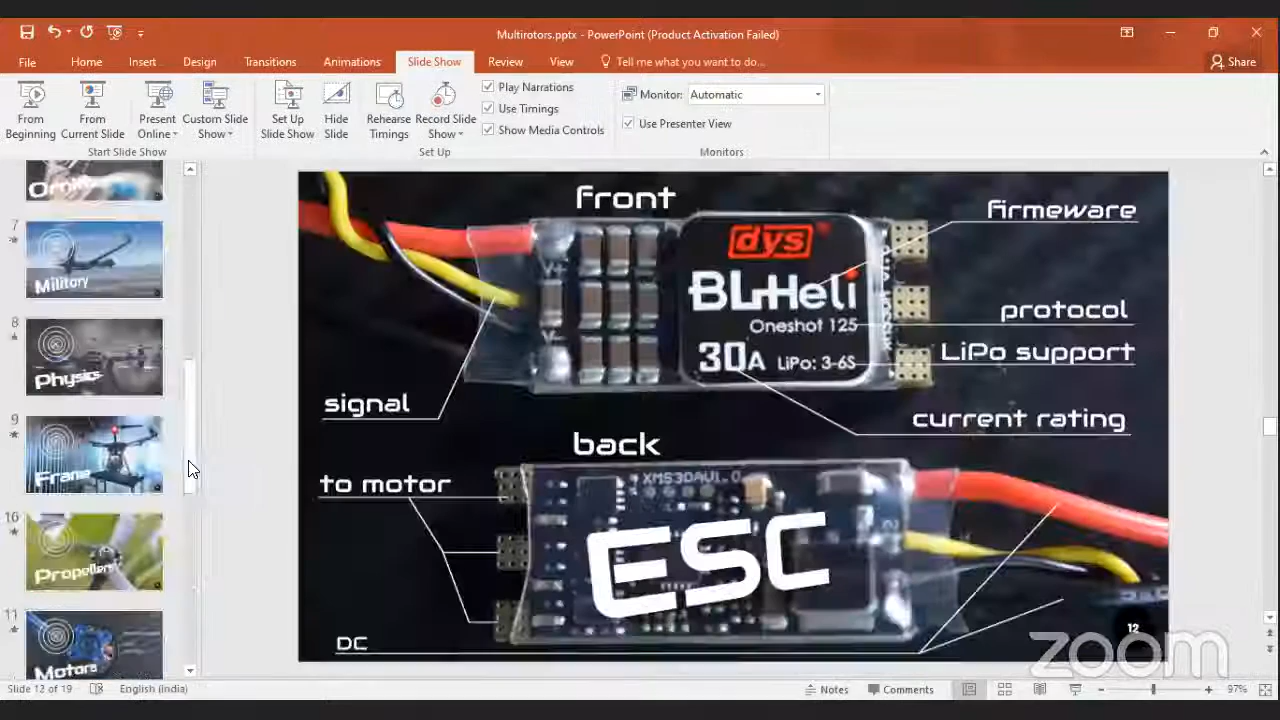 Multirotors.pptx - PowerPoint (Product Activation Failed)
File Home Insert Design Transitions Animations Slide Show Review View Tell me what you want to do... Share
From Beginning
From Current Slide
Present Online
Custom Slide Show
Set Up Slide Show
Hide Slide
Rehearse Timings
Record Slide Show
Play Narrations
Use Timings
Show Media Controls
Monitor: Automatic
Use Presenter View
Start Slide Show
Set Up
Monitors
7
Military
8
Physics
9
Frame
10
Propellers
11
Motors
front
firmeware
dys
BLHeli
Oneshot 125
30A LiPo: 3-6S
V+
V-
protocol
LiPo support
current rating
signal
back
to motor
XMS30AV1.0
ESC
DC
12
zoom
Slide 12 of 19 English (India) Notes Comments 97%